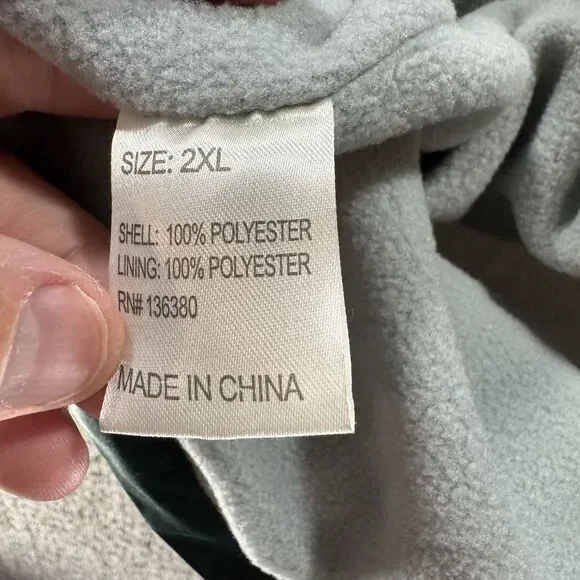 SIZE: 2XL
SHELL: 100% POLYESTER
LINING: 100% POLYESTER
RN# 136380
MADE IN CHINA